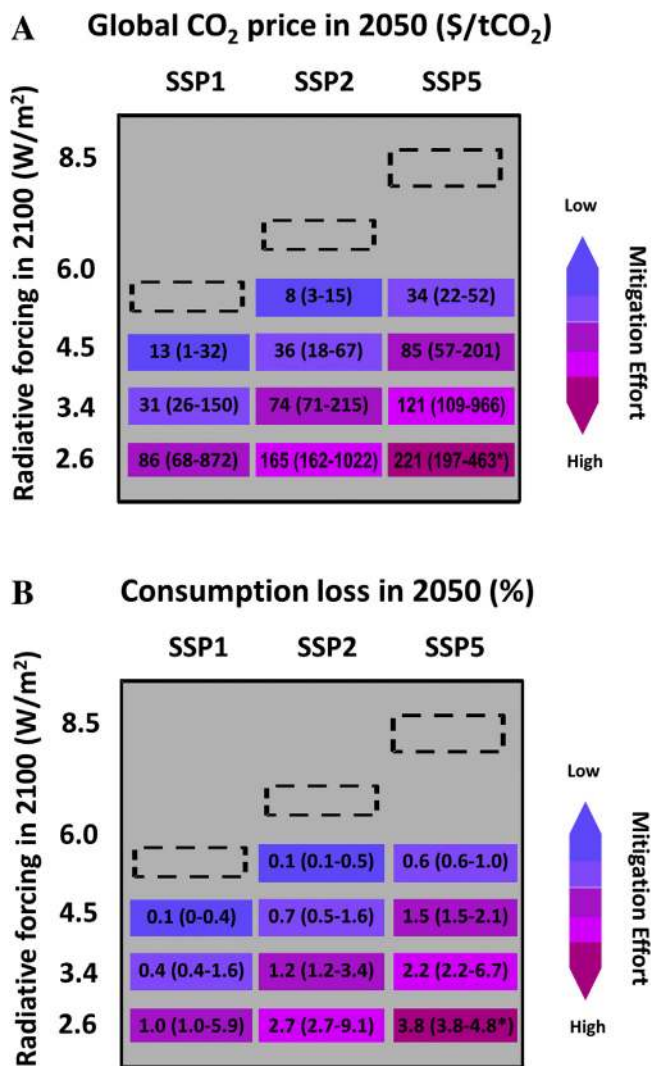 A Global CO₂ price in 2050 ($/tCO₂)
SSP1 SSP2 SSP5
Radiative forcing in 2100 (W/m²)
8.5
6.0
8 (3-15) 34 (22-52)
4.5 13 (1-32) 36 (18-67) 85 (57-201)
3.4 31 (26-150) 74 (71-215) 121 (109-966)
2.6 86 (68-872) 165 (162-1022) 221 (197-463*)
Low
Mitigation Effort
High
B Consumption loss in 2050 (%)
SSP1 SSP2 SSP5
Radiative forcing in 2100 (W/m²)
8.5
6.0
0.1 (0.1-0.5) 0.6 (0.6-1.0)
4.5 0.1 (0-0.4) 0.7 (0.5-1.6) 1.5 (1.5-2.1)
3.4 0.4 (0.4-1.6) 1.2 (1.2-3.4) 2.2 (2.2-6.7)
2.6 1.0 (1.0-5.9) 2.7 (2.7-9.1) 3.8 (3.8-4.8*)
Low
Mitigation Effort
High